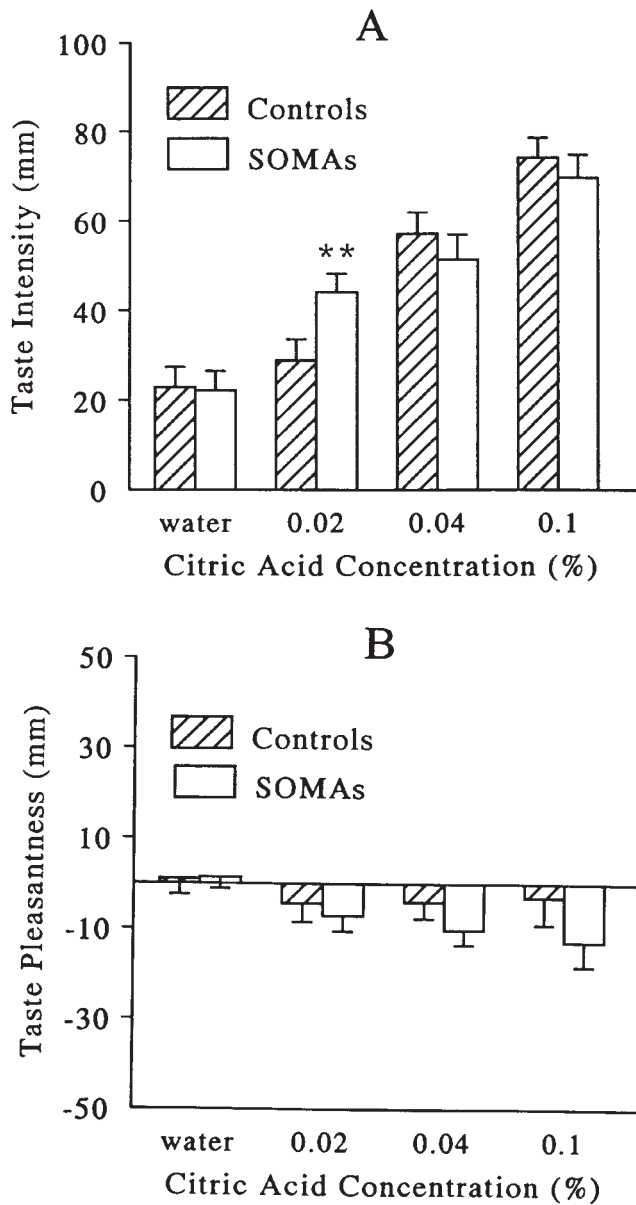 A
100
80
60
40
20
0
Taste Intensity (mm)
Controls
SOMAs
**
water 0.02 0.04 0.1
Citric Acid Concentration (%)
B
50
30
10
-10
-30
-50
Taste Pleasantness (mm)
Controls
SOMAs
water 0.02 0.04 0.1
Citric Acid Concentration (%)